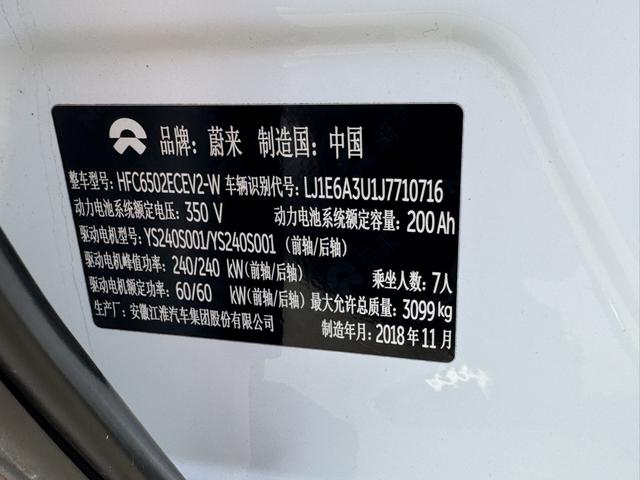 品牌：蔚来 制造国：中国
整车型号：HFC6502ECEV2-W 车辆识别代号：LJ1E6A3U1J7710716
动力电池系统额定电压：350 V 动力电池系统额定容量：200 Ah
驱动电机型号：YS240S001/YS240S001（前轴/后轴）
驱动电机峰值功率：240/240 kW（前轴/后轴） 乘坐人数：7人
驱动电机额定功率：60/60 kW（前轴/后轴） 最大允许总质量：3099 kg
生产厂：安徽江淮汽车集团股份有限公司 制造年月：2018 年 11 月